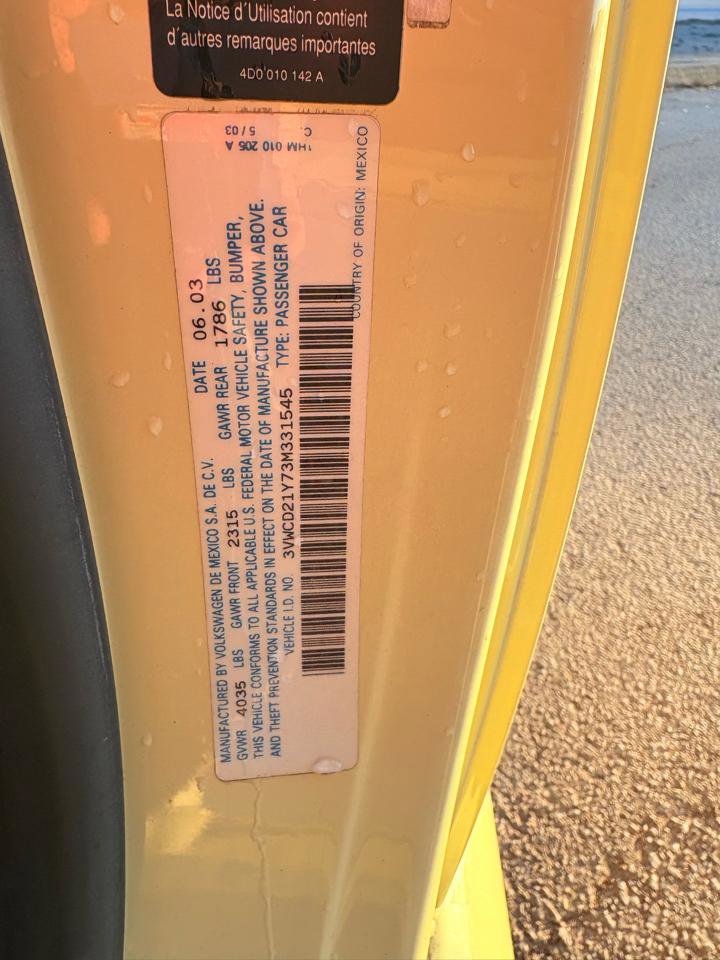 La Notice d´Utilisation contient
d´autres remarques importantes
4D0 010 142 A
1HM 010 205 A
5 / 03
C.
MANUFACTURED BY VOLKSWAGEN DE MEXICO S.A. DE C.V. DATE 06.03
GVWR 4035 LBS GAWR FRONT 2315 LBS GAWR REAR 1786 LBS
THIS VEHICLE CONFORMS TO ALL APPLICABLE U.S. FEDERAL MOTOR VEHICLE SAFETY, BUMPER,
AND THEFT PREVENTION STANDARDS IN EFFECT ON THE DATE OF MANUFACTURE SHOWN ABOVE.
VEHICLE I.D. NO. 3VWCD21Y73M331545 TYPE: PASSENGER CAR
COUNTRY OF ORIGIN: MEXICO